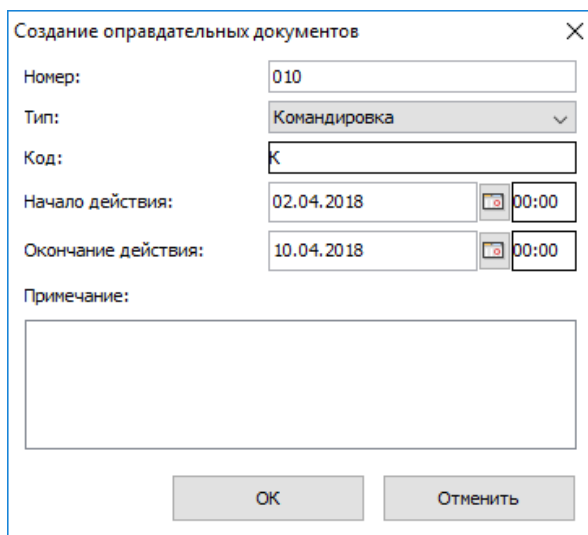 Создание оправдательных документов
Номер: 010
Тип: Командировка
Код: К
Начало действия: 02.04.2018 00:00
Окончание действия: 10.04.2018 00:00
Примечание:
ОК Отменить